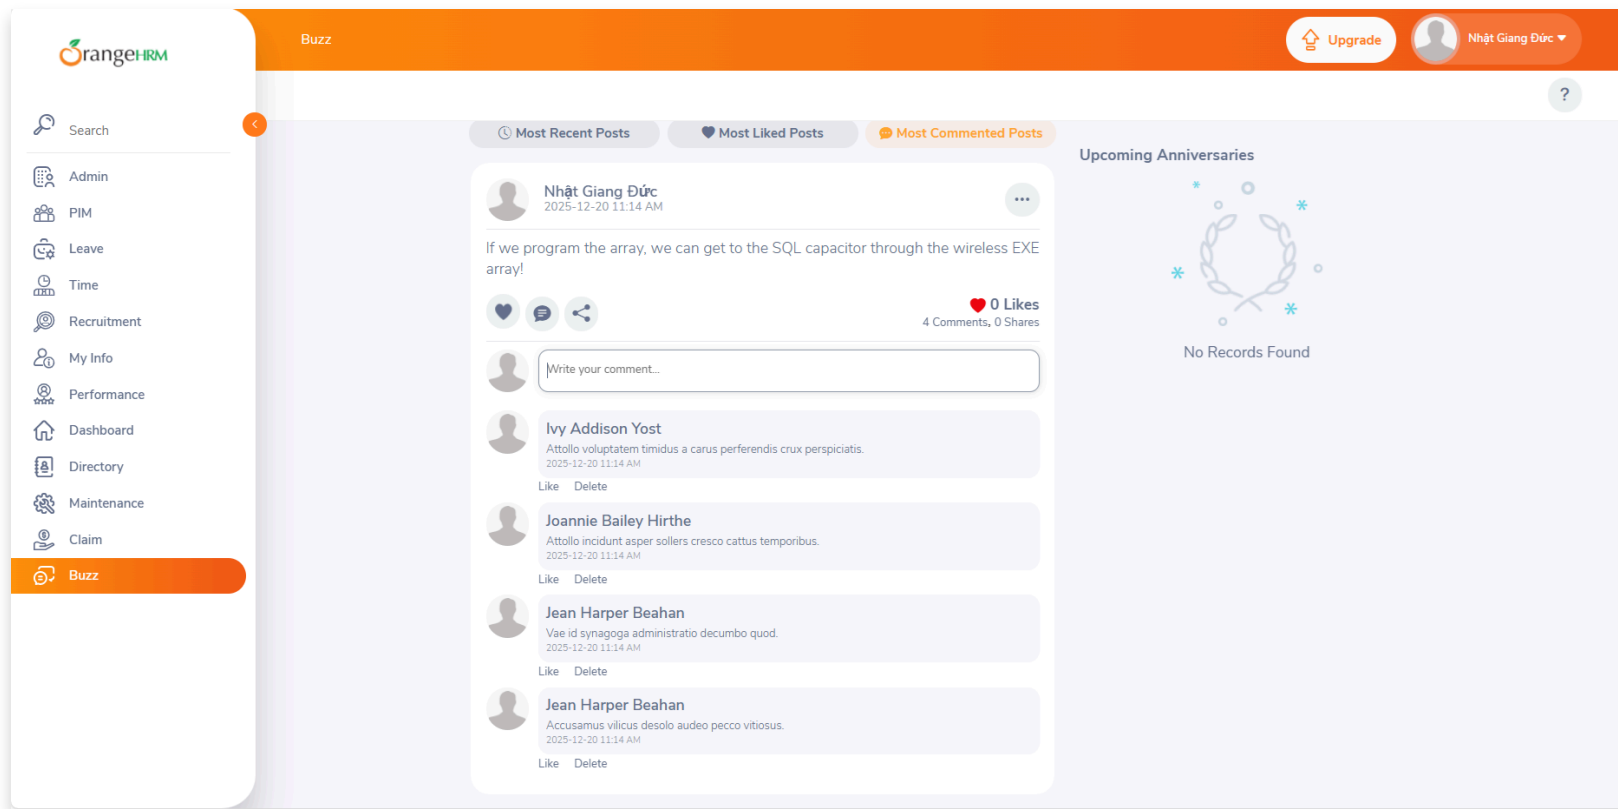 OrangeHRM
Search
Admin
PIM
Leave
Time
Recruitment
My Info
Performance
Dashboard
Directory
Maintenance
Claim
Buzz
Buzz
Upgrade
Nhật Giang Đức
?
Most Recent Posts
Most Liked Posts
Most Commented Posts
Nhật Giang Đức
2025-12-20 11:14 AM
If we program the array, we can get to the SQL capacitor through the wireless EXE
array!
0 Likes
4 Comments, 0 Shares
Write your comment...
Ivy Addison Yost
Attollo voluptatem timidus a carus perferendis crux perspiciatis.
2025-12-20 11:14 AM
Like Delete
Joannie Bailey Hirthe
Attollo incidunt asper sollers cresco cattus temporibus.
2025-12-20 11:14 AM
Like Delete
Jean Harper Beahan
Vae id synagoga administratio decumbo quod.
2025-12-20 11:14 AM
Like Delete
Jean Harper Beahan
Accusamus vilicus desolo audeo pecco vitiosus.
2025-12-20 11:14 AM
Like Delete
Upcoming Anniversaries
No Records Found